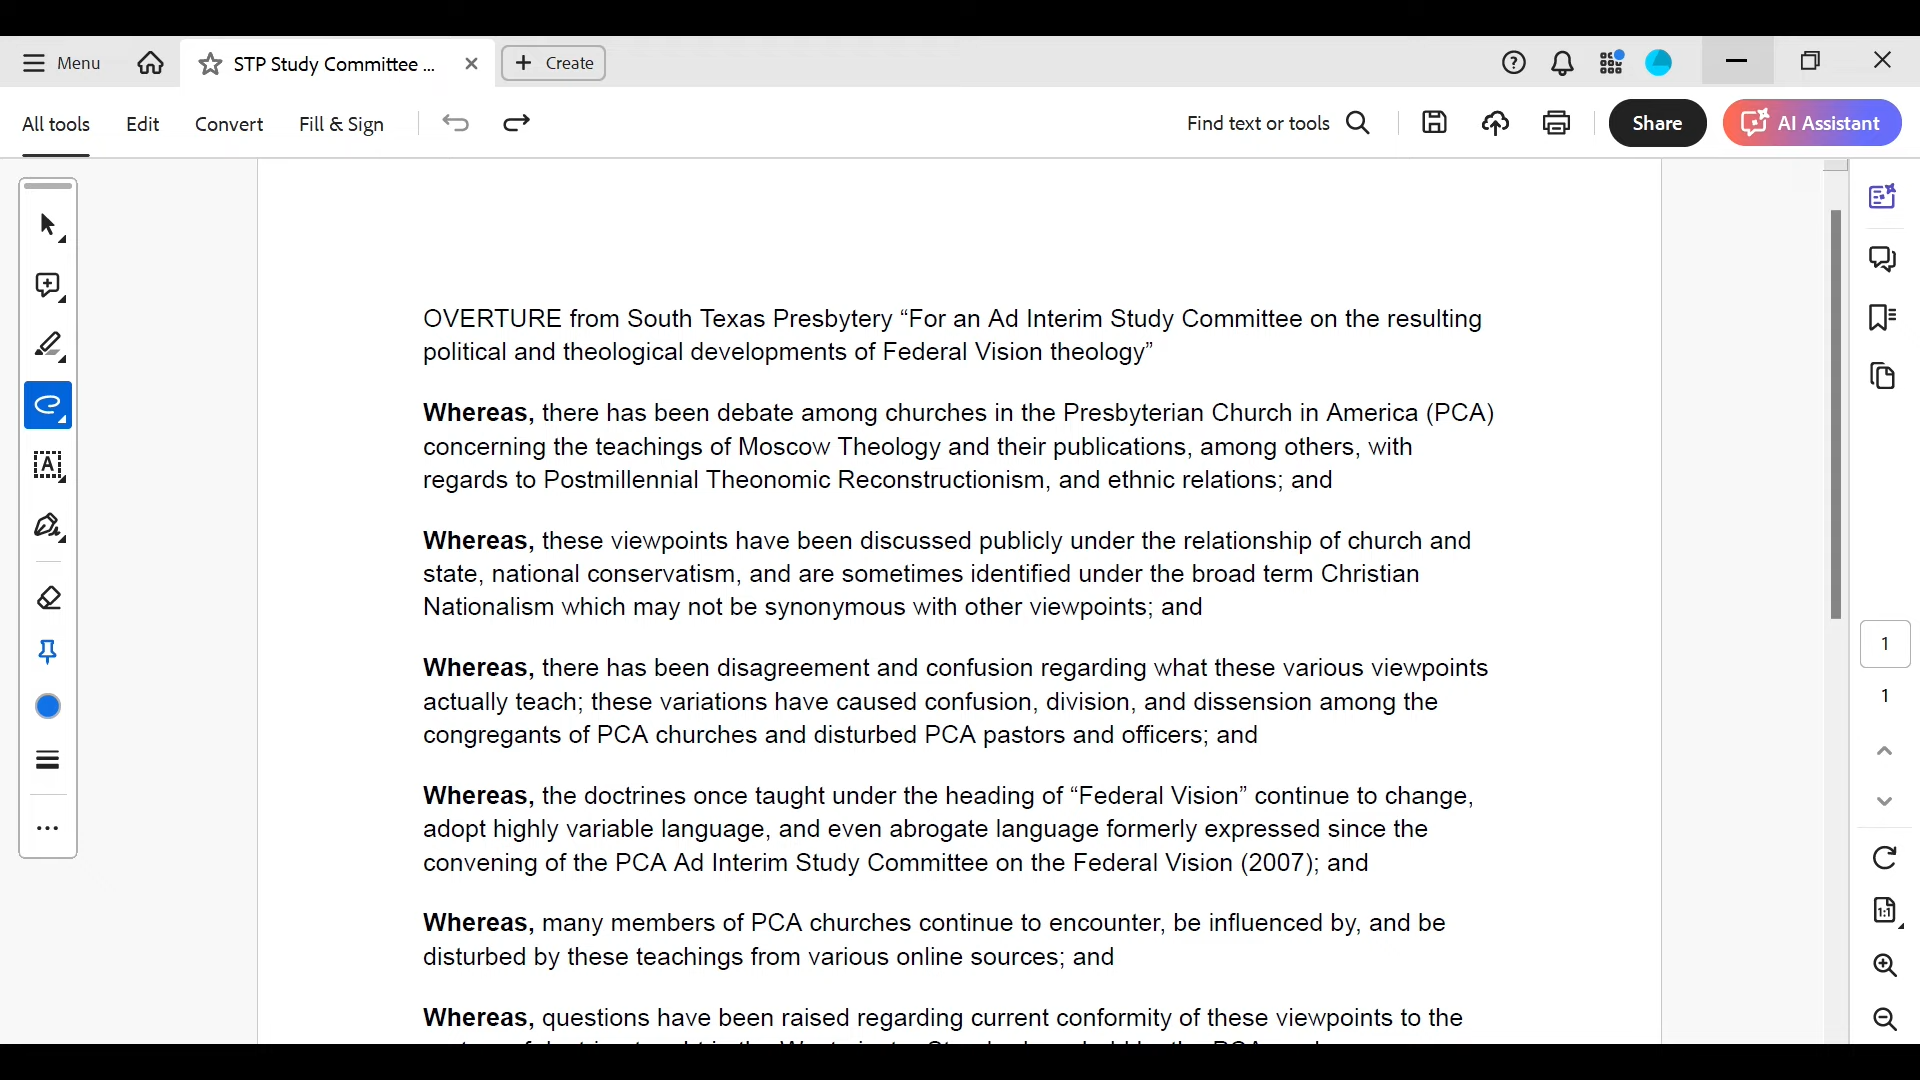 Menu
STP Study Committee ...
Create
All tools
Edit
Convert
Fill & Sign
Find text or tools
Share
AI Assistant
OVERTURE from South Texas Presbytery “For an Ad Interim Study Committee on the resulting
political and theological developments of Federal Vision theology”
Whereas, there has been debate among churches in the Presbyterian Church in America (PCA)
concerning the teachings of Moscow Theology and their publications, among others, with
regards to Postmillennial Theonomic Reconstructionism, and ethnic relations; and
Whereas, these viewpoints have been discussed publicly under the relationship of church and
state, national conservatism, and are sometimes identified under the broad term Christian
Nationalism which may not be synonymous with other viewpoints; and
Whereas, there has been disagreement and confusion regarding what these various viewpoints
actually teach; these variations have caused confusion, division, and dissension among the
congregants of PCA churches and disturbed PCA pastors and officers; and
Whereas, the doctrines once taught under the heading of “Federal Vision” continue to change,
adopt highly variable language, and even abrogate language formerly expressed since the
convening of the PCA Ad Interim Study Committee on the Federal Vision (2007); and
Whereas, many members of PCA churches continue to encounter, be influenced by, and be
disturbed by these teachings from various online sources; and
Whereas, questions have been raised regarding current conformity of these viewpoints to the
1
1